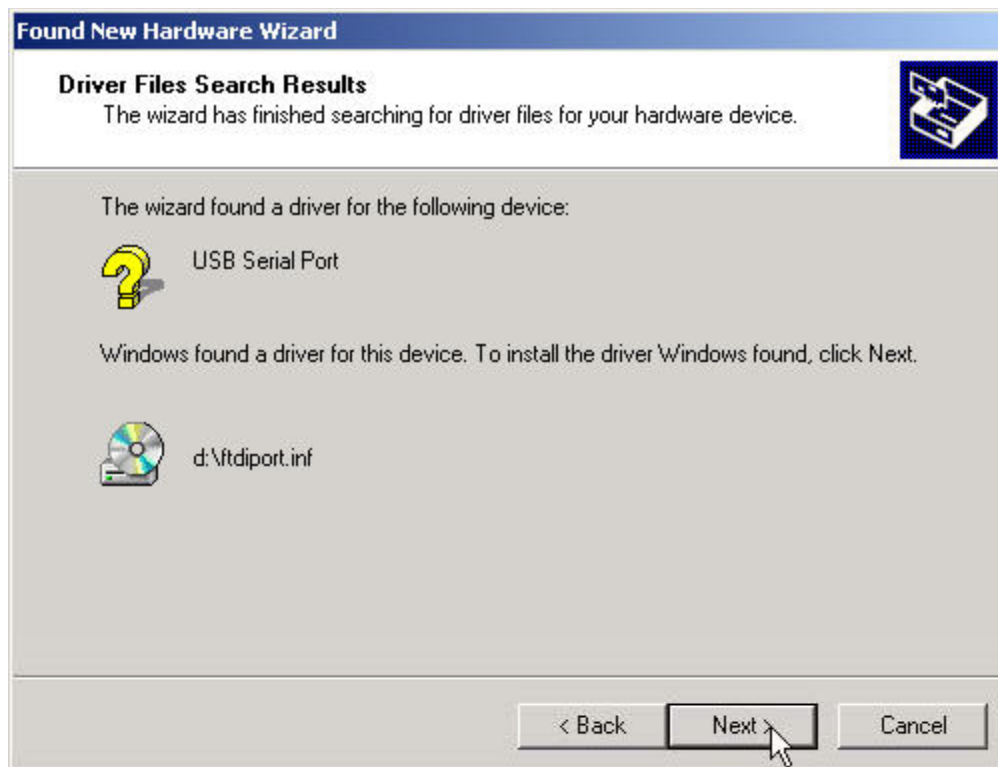 Found New Hardware Wizard
Driver Files Search Results
The wizard has finished searching for driver files for your hardware device.
The wizard found a driver for the following device:
USB Serial Port
Windows found a driver for this device. To install the driver Windows found, click Next.
d:\ftdiport.inf
< Back
Next >
Cancel